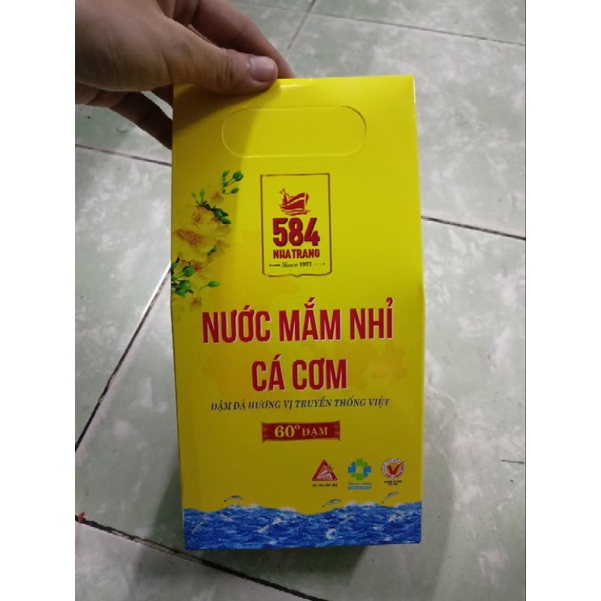 584
NHA TRANG
Since 1977
NƯỚC MẮM NHỈ
CÁ CƠM
ĐẬM ĐÀ HƯƠNG VỊ TRUYỀN THỐNG VIỆT
60° ĐẠM